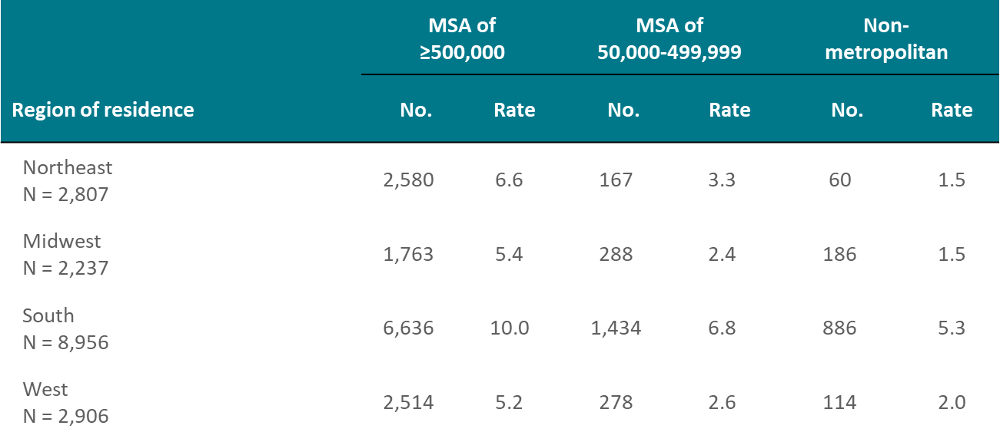 MSA of MSA of Non-
≥500,000 50,000-499,999 metropolitan
Region of residence No. Rate No. Rate No. Rate
Northeast
N = 2,807 2,580 6.6 167 3.3 60 1.5
Midwest
N = 2,237 1,763 5.4 288 2.4 186 1.5
South
N = 8,956 6,636 10.0 1,434 6.8 886 5.3
West
N = 2,906 2,514 5.2 278 2.6 114 2.0